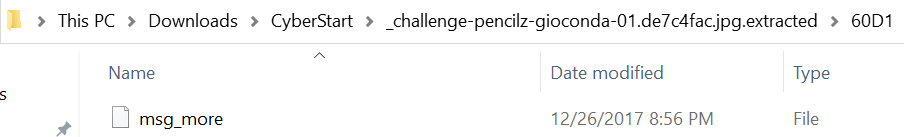 This PC > Downloads > CyberStart > _challenge-pencilz-gioconda-01.de7c4fac.jpg.extracted > 60D1
Name Date modified Type
s
msg_more 12/26/2017 8:56 PM File